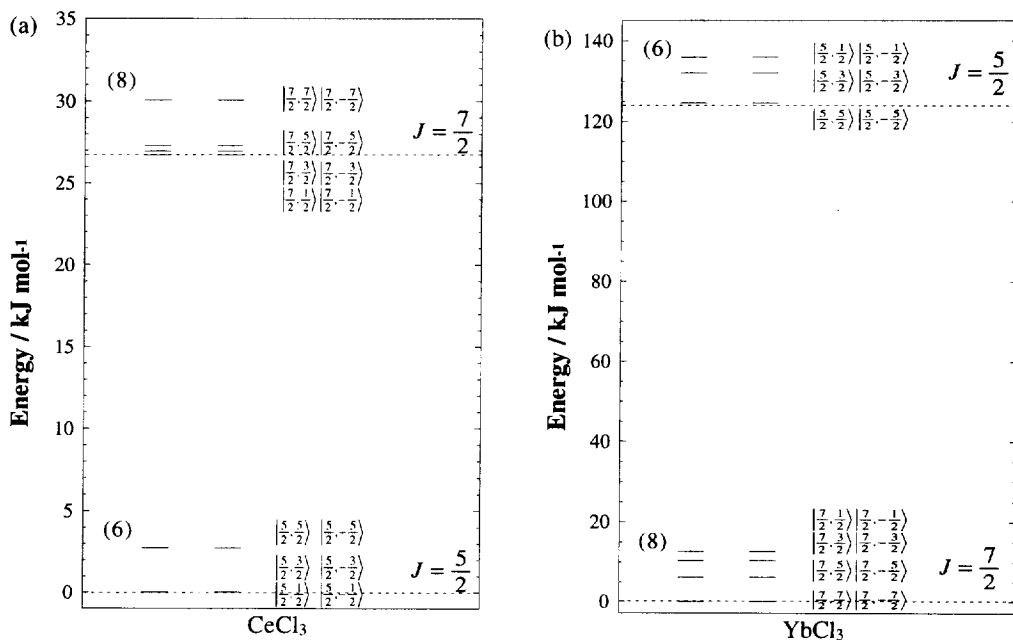 (a)
Energy / kJ mol-1
35
30
25
20
15
10
5
0
(8)
|7/2, 7/2⟩|7/2, -7/2⟩
|7/2, 5/2⟩|7/2, -5/2⟩
|7/2, 3/2⟩|7/2, -3/2⟩
|7/2, 1/2⟩|7/2, -1/2⟩
J = 7/2
(6)
|5/2, 5/2⟩ |5/2, -5/2⟩
|5/2, 3/2⟩|5/2, -3/2⟩
|5/2, 1/2⟩|5/2, -1/2⟩
J = 5/2
CeCl3
(b)
Energy / kJ mol-1
140
120
100
80
60
40
20
0
(6)
|5/2, 1/2⟩|5/2, -1/2⟩
|5/2, 3/2⟩|5/2, -3/2⟩
|5/2, 5/2⟩|5/2, -5/2⟩
J = 5/2
(8)
|7/2, 1/2⟩|7/2, -1/2⟩
|7/2, 3/2⟩|7/2, -3/2⟩
|7/2, 5/2⟩|7/2, -5/2⟩
|7/2, 7/2⟩|7/2, -7/2⟩
J = 7/2
YbCl3